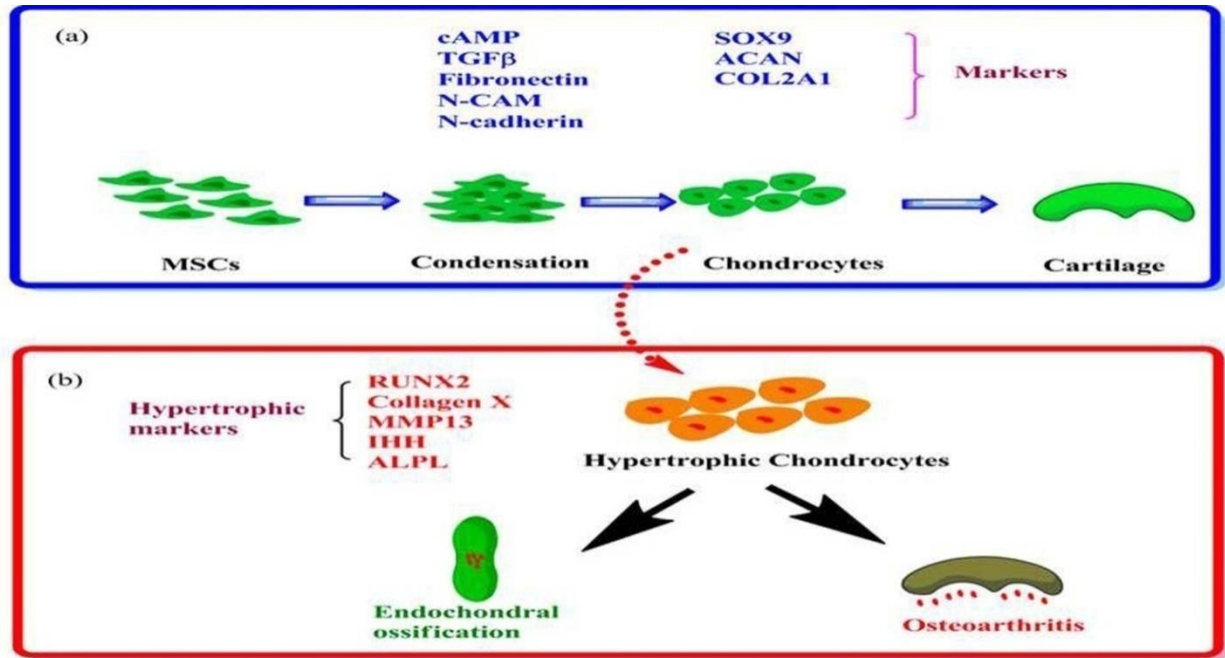 (a)
cAMP
TGFβ
Fibronectin
N-CAM
N-cadherin
SOX9
ACAN
COL2A1
Markers
MSCs
Condensation
Chondrocytes
Cartilage
(b)
Hypertrophic
markers
RUNX2
Collagen X
MMP13
IHH
ALPL
Hypertrophic Chondrocytes
Endochondral
ossification
Osteoarthritis